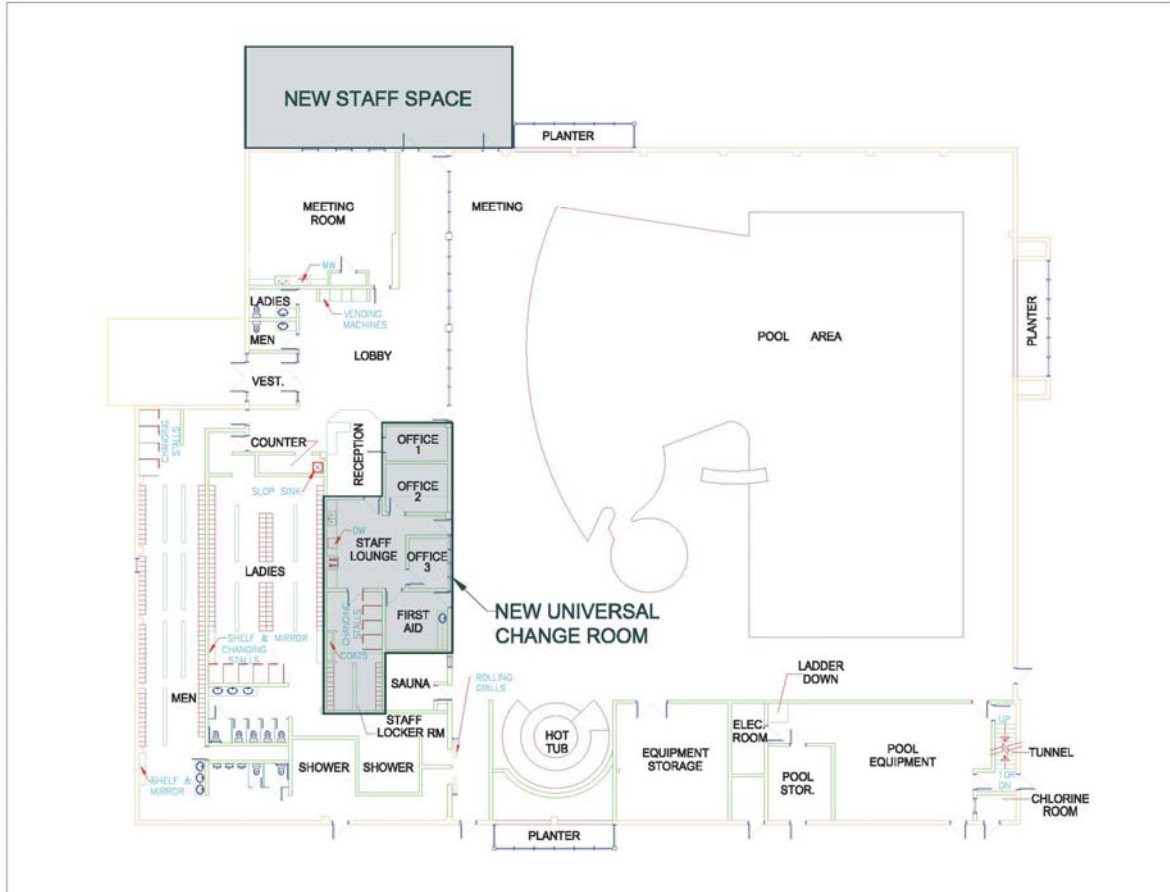 NEW STAFF SPACE
PLANTER
MEETING
ROOM
MEETING
MW
LADIES
VENDING
MACHINES
MEN
LOBBY
POOL AREA
PLANTER
VEST.
CHANGING
STALLS
COUNTER
RECEPTION
OFFICE
1
SLOP SINK
OFFICE
2
DW
STAFF
LOUNGE
OFFICE
3
LADIES
NEW UNIVERSAL
CHANGE ROOM
CHANGING
STALLS
FIRST
AID
SHELF & MIRROR
CHANGING
STALLS
COATS
SAUNA
ROLLING
GRILLS
LADDER
DOWN
MEN
STAFF
LOCKER RM
ELEC.
ROOM
HOT
TUB
EQUIPMENT
STORAGE
POOL
EQUIPMENT
UP
TUNNEL
SHOWER
SHOWER
SHELF &
MIRROR
POOL
STOR.
DN
CHLORINE
ROOM
PLANTER